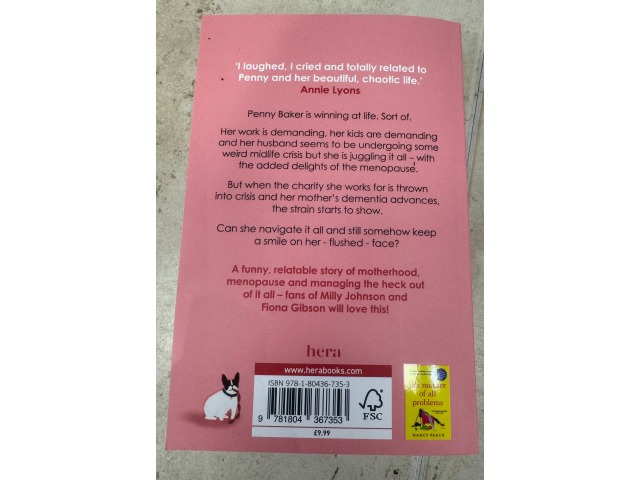 ‘I laughed, I cried and totally related to
Penny and her beautiful, chaotic life.’
Annie Lyons
Penny Baker is winning at life. Sort of.
Her work is demanding, her kids are demanding
and her husband seems to be undergoing some
weird midlife crisis but she is juggling it all – with
the added delights of the menopause.
But when the charity she works for is thrown
into crisis and her mother’s dementia advances,
the strain starts to show.
Can she navigate it all and still somehow keep
a smile on her - flushed - face?
A funny, relatable story of motherhood,
menopause and managing the heck out
of it all – fans of Milly Johnson and
Fiona Gibson will love this!
hera
www.herabooks.com
ISBN 978-1-80436-735-3
9 781804 367353
£9.99
FSC
the mother
of all
problems
NANCY PEACH